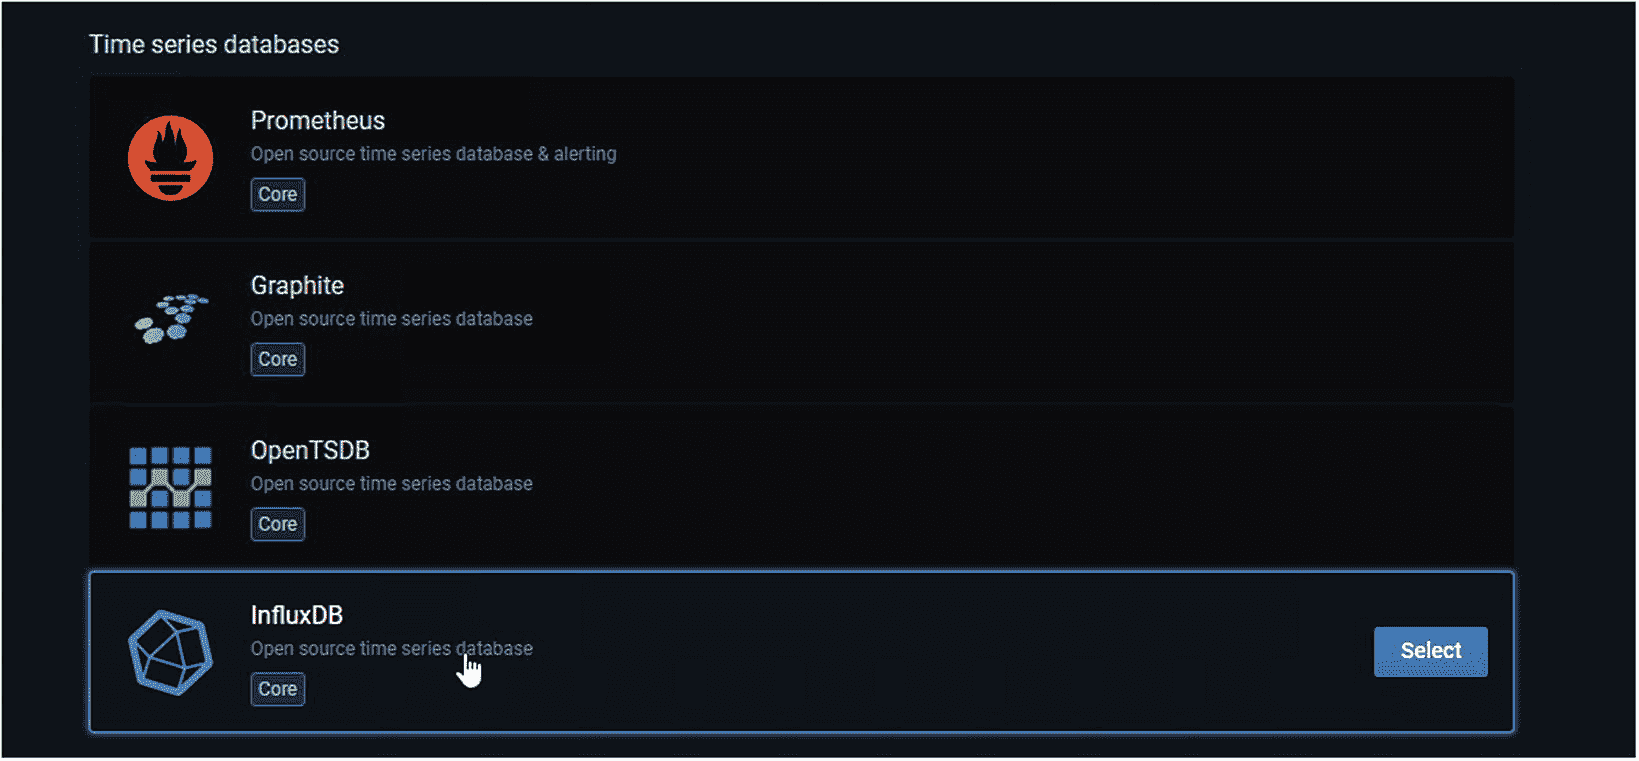 Time series databases
Prometheus
Open source time series database & alerting
Core
Graphite
Open source time series database
Core
OpenTSDB
Open source time series database
Core
InfluxDB
Open source time series database
Core
Select